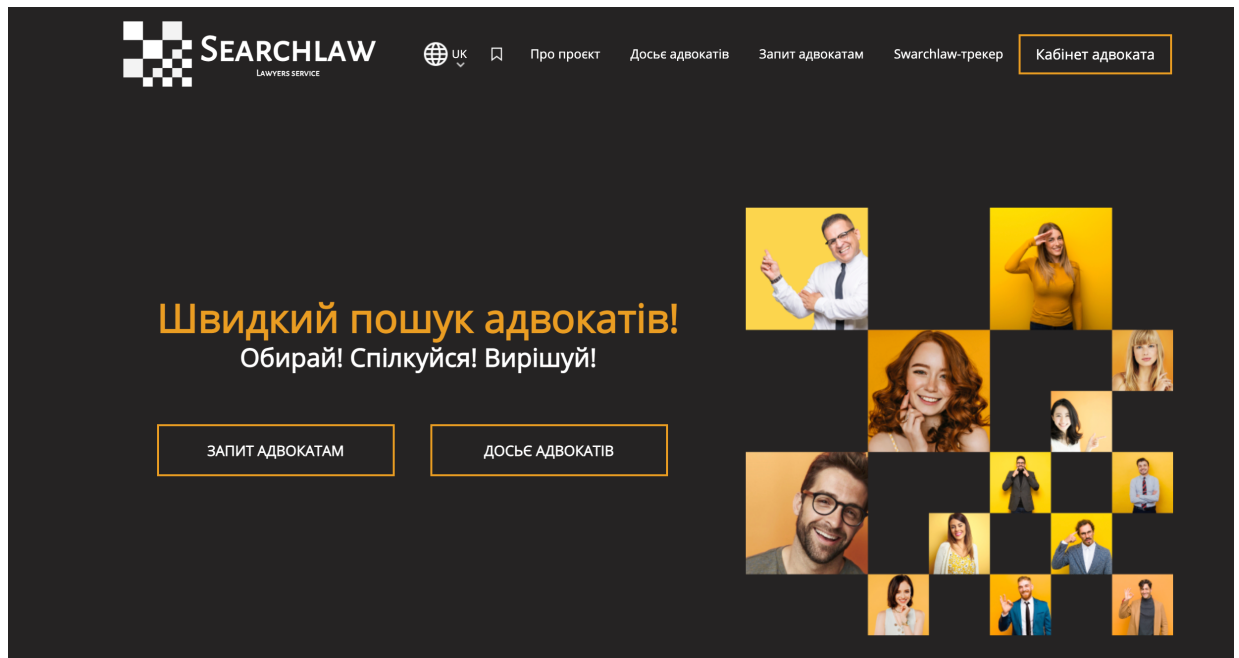 SEARCHLAW
LAWYERS SERVICE
UK
Про проєкт
Досьє адвокатів
Запит адвокатам
Swarchlaw-трекер
Кабінет адвоката
Швидкий пошук адвокатів!
Обирай! Спілкуйся! Вирішуй!
ЗАПИТ АДВОКАТАМ
ДОСЬЄ АДВОКАТІВ